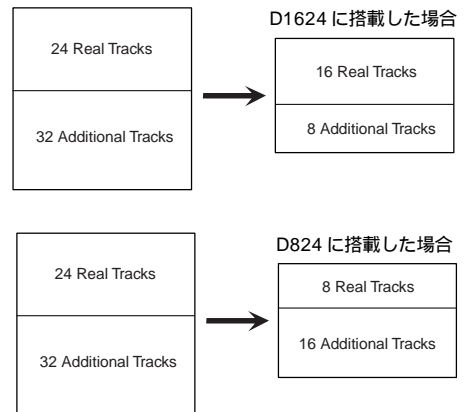 D1624 に搭載した場合
24 Real Tracks
16 Real Tracks
32 Additional Tracks
8 Additional Tracks
D824 に搭載した場合
24 Real Tracks
8 Real Tracks
32 Additional Tracks
16 Additional Tracks